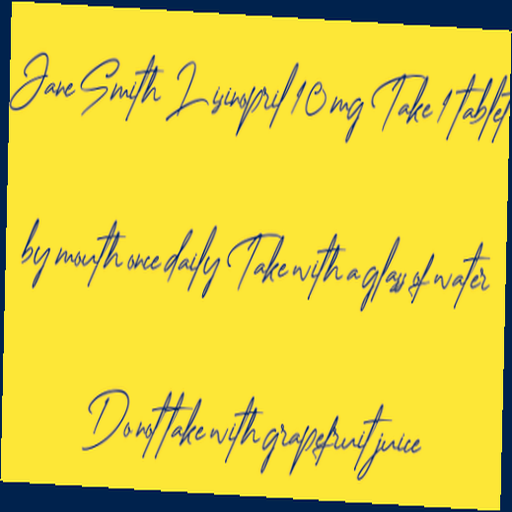 Jane Smith Lisinopril 10 mg Take 1 tablet
by mouth once daily Take with a glass of water
Do not take with grapefruit juice